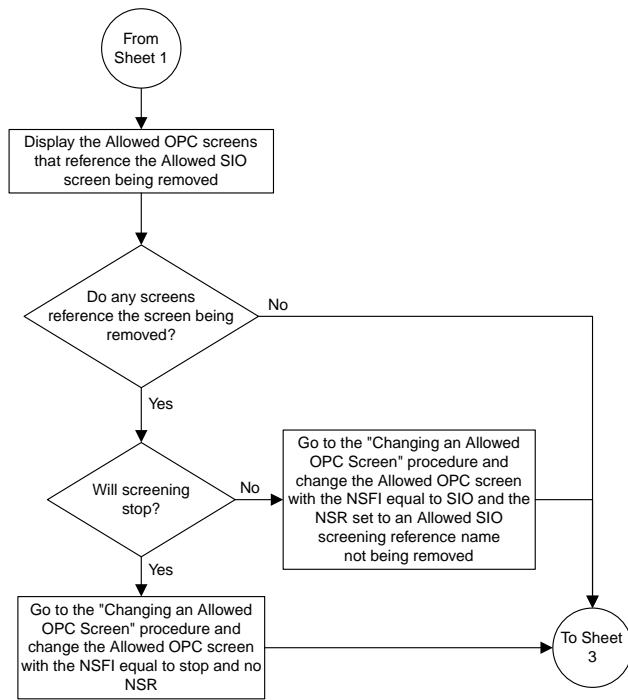 From
Sheet 1
Display the Allowed OPC screens
that reference the Allowed SIO
screen being removed
Do any screens
reference the screen being
removed?
No
Yes
Will screening
stop?
No
Go to the "Changing an Allowed
OPC Screen" procedure and
change the Allowed OPC screen
with the NSFI equal to SIO and the
NSR set to an Allowed SIO
screening reference name
not being removed
Yes
Go to the "Changing an Allowed
OPC Screen" procedure and
change the Allowed OPC screen
with the NSFI equal to stop and no
NSR
To Sheet
3